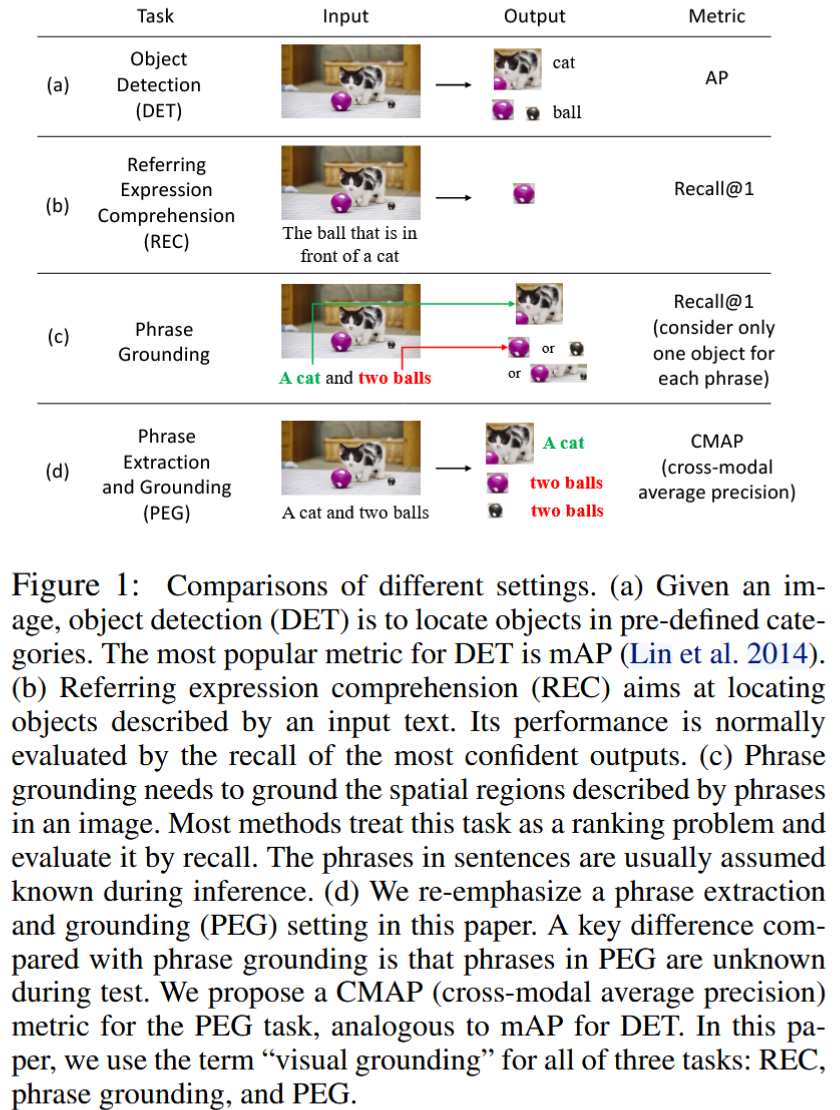 Task Input Output Metric
(a)
Object
Detection
(DET)
cat
ball
AP
(b)
Referring
Expression
Comprehension
(REC)
The ball that is in
front of a cat
Recall@1
(c)
Phrase
Grounding
A cat and two balls
or
or
Recall@1
(consider only
one object for
each phrase)
(d)
Phrase
Extraction
and Grounding
(PEG)
A cat and two balls
A cat
two balls
two balls
CMAP
(cross-modal
average precision)
Figure 1: Comparisons of different settings. (a) Given an im-
age, object detection (DET) is to locate objects in pre-defined cate-
gories. The most popular metric for DET is mAP (Lin et al. 2014).
(b) Referring expression comprehension (REC) aims at locating
objects described by an input text. Its performance is normally
evaluated by the recall of the most confident outputs. (c) Phrase
grounding needs to ground the spatial regions described by phrases
in an image. Most methods treat this task as a ranking problem and
evaluate it by recall. The phrases in sentences are usually assumed
known during inference. (d) We re-emphasize a phrase extraction
and grounding (PEG) setting in this paper. A key difference com-
pared with phrase grounding is that phrases in PEG are unknown
during test. We propose a CMAP (cross-modal average precision)
metric for the PEG task, analogous to mAP for DET. In this pa-
per, we use the term “visual grounding” for all of three tasks: REC,
phrase grounding, and PEG.